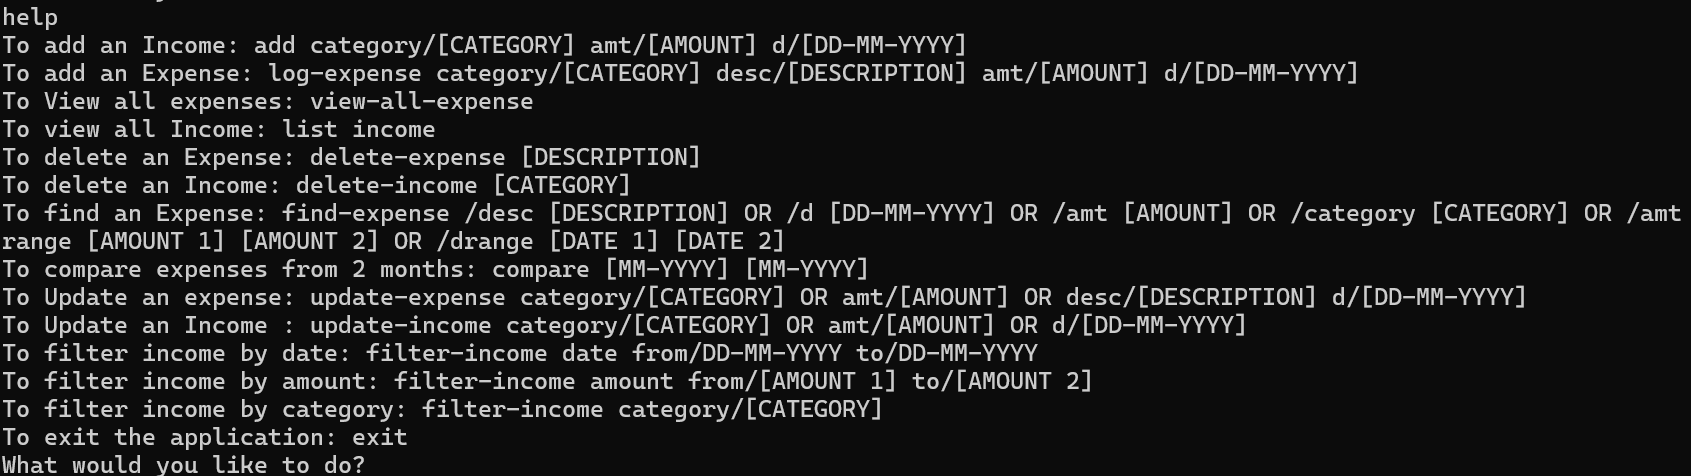 help
To add an Income: add category/[CATEGORY] amt/[AMOUNT] d/[DD-MM-YYYY]
To add an Expense: log-expense category/[CATEGORY] desc/[DESCRIPTION] amt/[AMOUNT] d/[DD-MM-YYYY]
To View all expenses: view-all-expense
To view all Income: list income
To delete an Expense: delete-expense [DESCRIPTION]
To delete an Income: delete-income [CATEGORY]
To find an Expense: find-expense /desc [DESCRIPTION] OR /d [DD-MM-YYYY] OR /amt [AMOUNT] OR /category [CATEGORY] OR /amt
range [AMOUNT 1] [AMOUNT 2] OR /drange [DATE 1] [DATE 2]
To compare expenses from 2 months: compare [MM-YYYY] [MM-YYYY]
To Update an expense: update-expense category/[CATEGORY] OR amt/[AMOUNT] OR desc/[DESCRIPTION] d/[DD-MM-YYYY]
To Update an Income : update-income category/[CATEGORY] OR amt/[AMOUNT] OR d/[DD-MM-YYYY]
To filter income by date: filter-income date from/DD-MM-YYYY to/DD-MM-YYYY
To filter income by amount: filter-income amount from/[AMOUNT 1] to/[AMOUNT 2]
To filter income by category: filter-income category/[CATEGORY]
To exit the application: exit
What would you like to do?